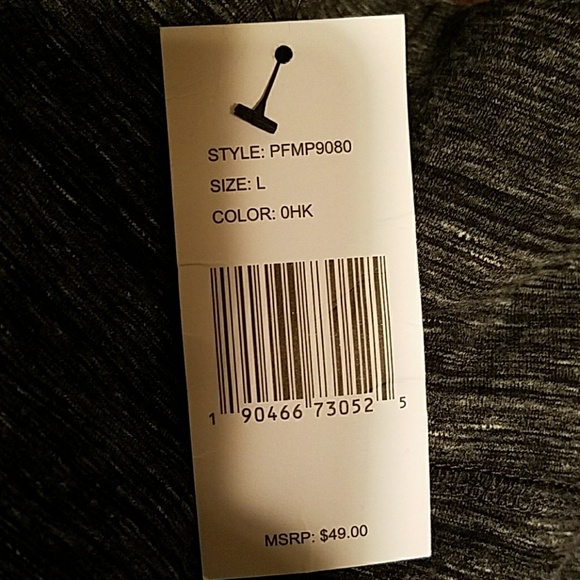 STYLE: PFMP9080
SIZE: L
COLOR: 0HK
1 90466 73052 5
MSRP: $49.00